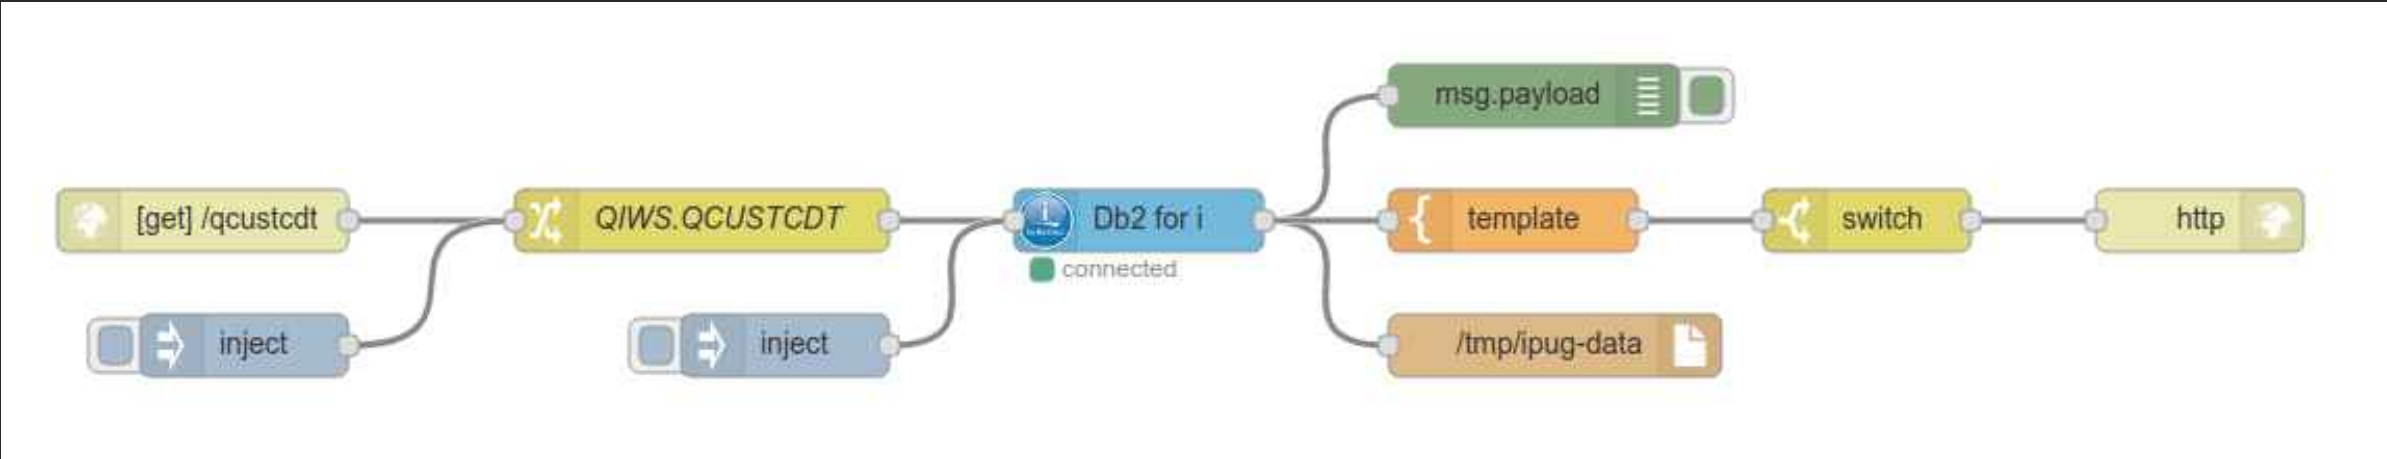 msg.payload
[get] /qcustcdt
QIWS.QCUSTCDT
Db2 for i
template
switch
http
connected
inject
inject
/tmp/ipug-data